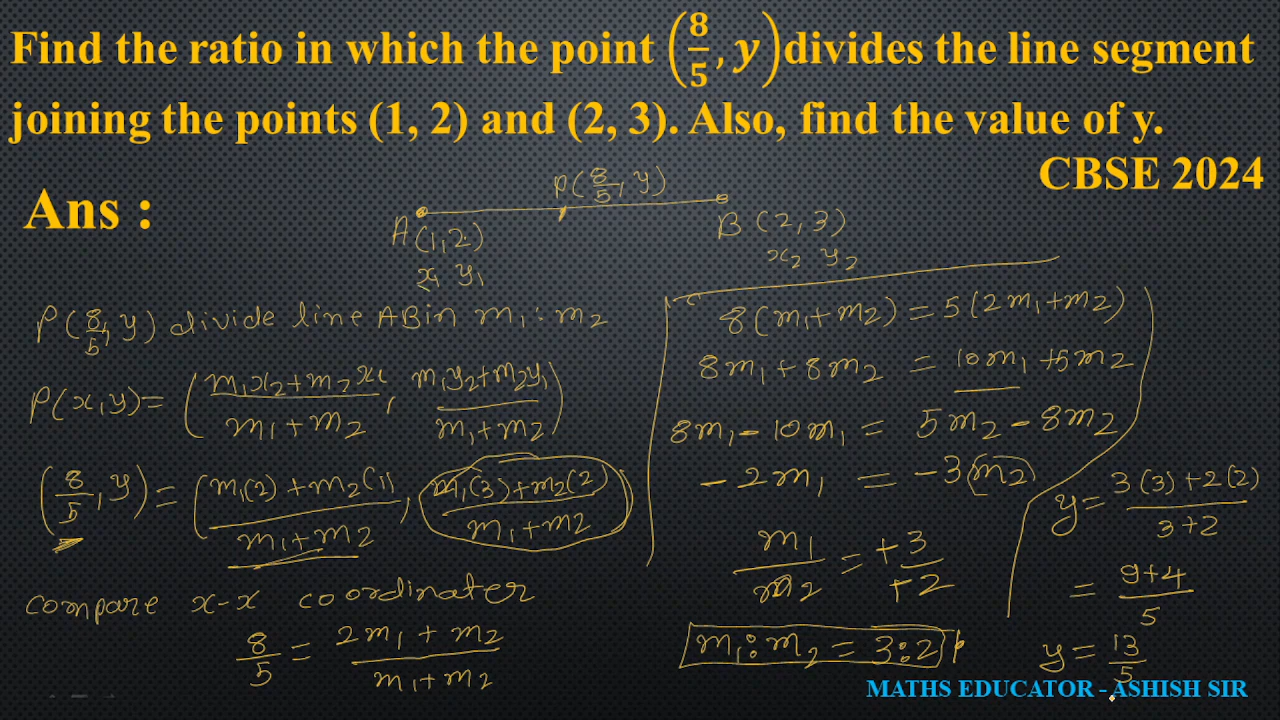 Find the ratio in which the point (8/5, y) divides the line segment
joining the points (1, 2) and (2, 3). Also, find the value of y.
CBSE 2024
Ans :
P(8/5, y)
A (1,2)
x₁ y₁
B (2,3)
x₂ y₂
P(8/5, y) divide line AB in m₁ : m₂
P(x,y) = ((m₁x₂+m₂x₁)/(m₁+m₂), (m₁y₂+m₂y₁)/(m₁+m₂))
(8/5, y) = ((m₁(2)+m₂(1))/(m₁+m₂), (m₁(3)+m₂(2))/(m₁+m₂))
compare x-x coordinater
8/5 = (2m₁+m₂)/(m₁+m₂)
8(m₁+m₂) = 5(2m₁+m₂)
8m₁+8m₂ = 10m₁+5m₂
8m₁-10m₁ = 5m₂-8m₂
-2m₁ = -3(m₂)
m₁/m₂ = +3/+2
m₁:m₂ = 3:2
y = (3(3)+2(2))/(3+2)
= (9+4)/5
y = 13/5
MATHS EDUCATOR - ASHISH SIR